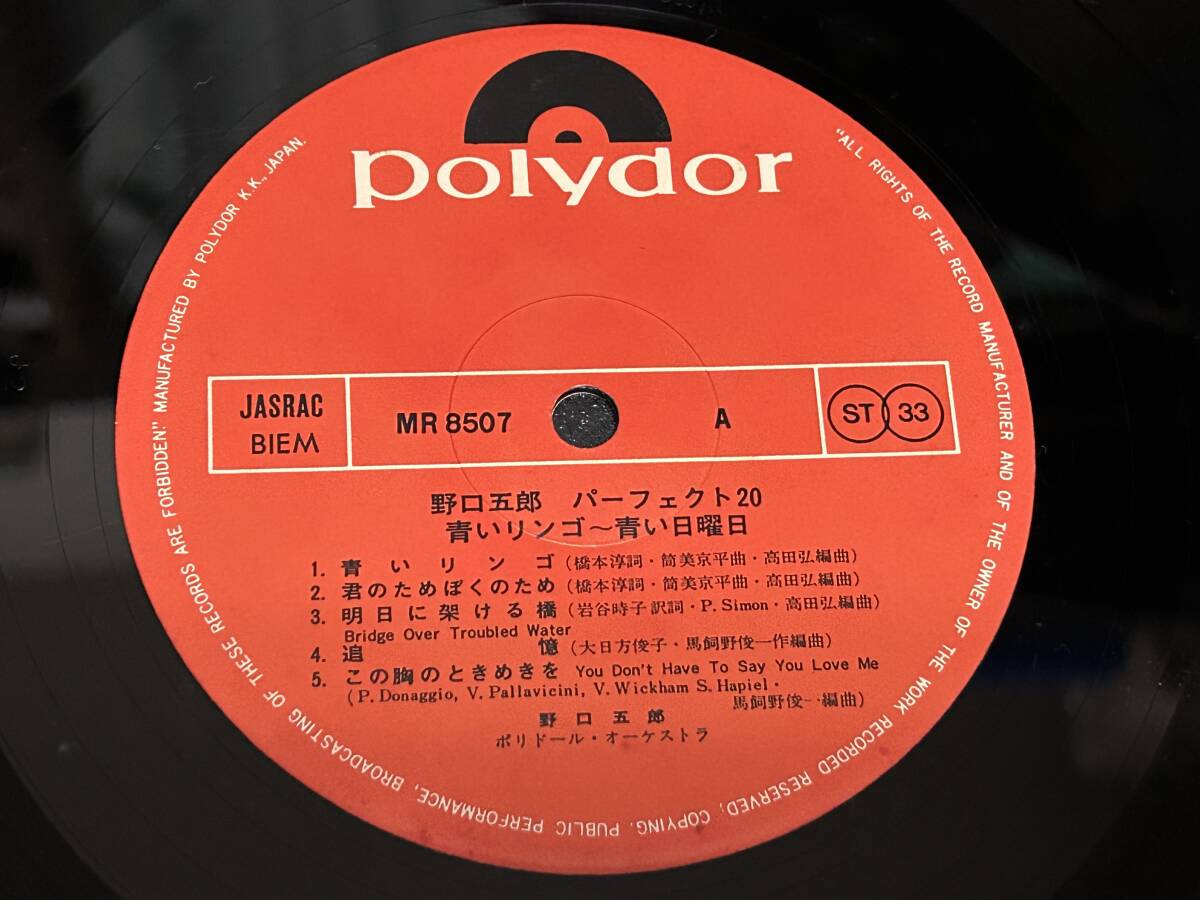 polydor
JASRAC
BIEM
MR 8507
A
ST 33
野口五郎 パーフェクト20
青いリンゴ〜青い日曜日
1. 青いリンゴ (橋本淳詞・筒美京平曲・高田弘編曲)
2. 君のためぼくのため (橋本淳詞・筒美京平曲・高田弘編曲)
3. 明日に架ける橋 (岩谷時子訳詞・P. Simon・高田弘編曲)
Bridge Over Troubled Water
4. 追憶 (大日方俊子・馬飼野俊一作編曲)
5. この胸のときめきを You Don't Have To Say You Love Me
(P. Donaggio, V. Pallavicini, V. Wickham S. Hapiel・
馬飼野俊一編曲)
野口五郎
ポリドール・オーケストラ
"ALL RIGHTS OF THE RECORD MANUFACTURER AND OF THE OWNER OF THE WORK RECORDED RESERVED, COPYING, PUBLIC PERFORMANCE, BROADCASTING OF THESE RECORDS ARE FORBIDDEN." MANUFACTURED BY POLYDOR K.K., JAPAN.